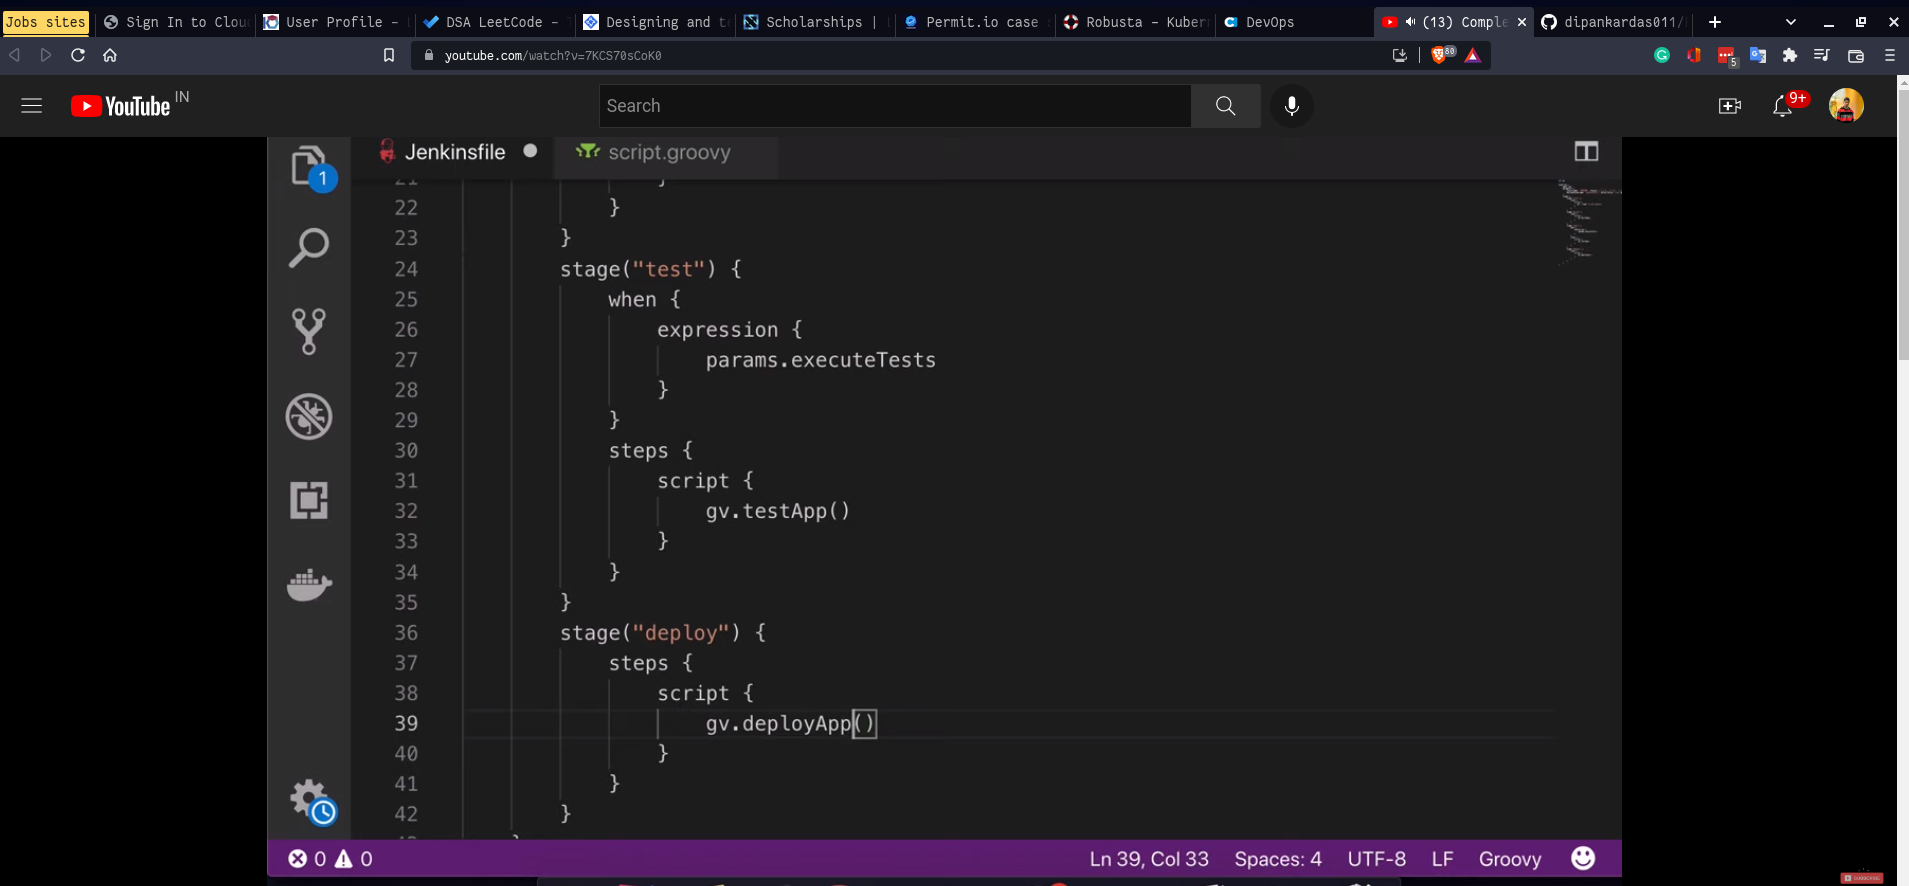 Jobs sites Sign In to Clou User Profile – DSA LeetCode – Designing and t Scholarships | Permit.io case Robusta – Kuber DevOps (13) Comple dipankardas011/
youtube.com/watch?v=7KCS70sCoK0 80 5
YouTube IN Search 9+
Jenkinsfile script.groovy
1
21 }
22 }
23 }
24 stage("test") {
25 when {
26 expression {
27 params.executeTests
28 }
29 }
30 steps {
31 script {
32 gv.testApp()
33 }
34 }
35 }
36 stage("deploy") {
37 steps {
38 script {
39 gv.deployApp()
40 }
41 }
42 }
}
0 0 Ln 39, Col 33 Spaces: 4 UTF-8 LF Groovy
SUBSCRIBE